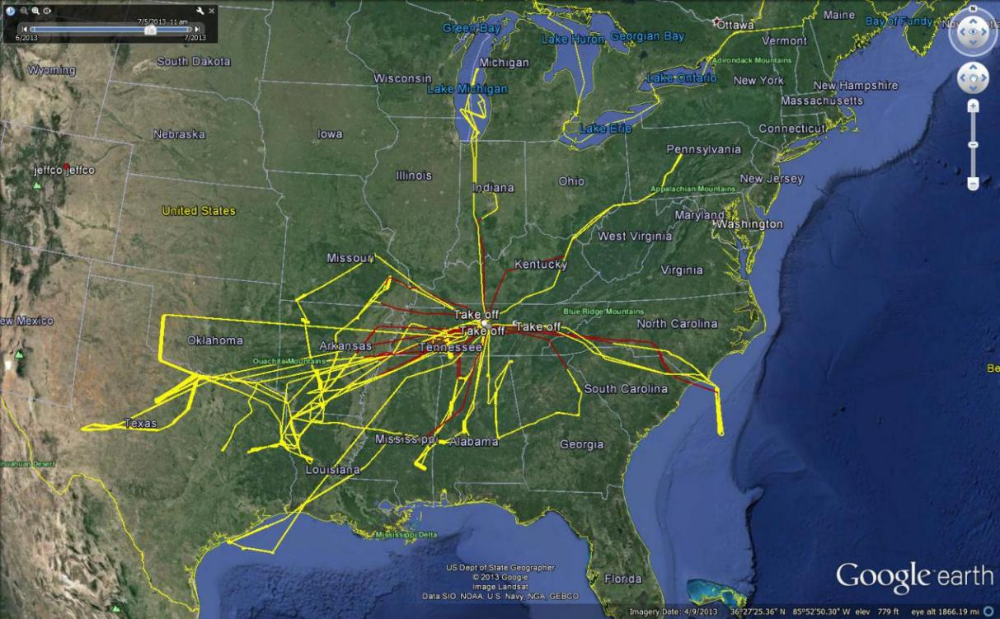 7/5/2013 11 am
6/2013
7/2013
Ottawa
Maine
Bay of Fundy
Green Bay
Lake Huron
Georgian Bay
Vermont
Wyoming
South Dakota
Michigan
Adirondack Mountains
Wisconsin
Lake Michigan
Lake Ontario
New York
New Hampshire
Massachusetts
Nebraska
Iowa
Lake Erie
Connecticut
Pennsylvania
jeffco jeffco
Illinois
Indiana
Ohio
New Jersey
Appalachian Mountains
United States
Maryland
Washington
West Virginia
Missouri
Kentucky
Virginia
Take off
Blue Ridge Mountains
ew Mexico
Take off
Take off
North Carolina
Oklahoma
Arkansas
Tennessee
Ouachita Mountains
Be
South Carolina
Texas
Mississippi
Alabama
Georgia
huahuan Desert
Louisiana
Mississippi Delta
US Dept of State Geographer
© 2013 Google
Image Landsat
Data SIO, NOAA, U.S. Navy, NGA, GEBCO
Florida
Google earth
Imagery Date: 4/9/2013 36°27'25.36" N 85°52'50.30" W elev 779 ft eye alt 1866.19 mi